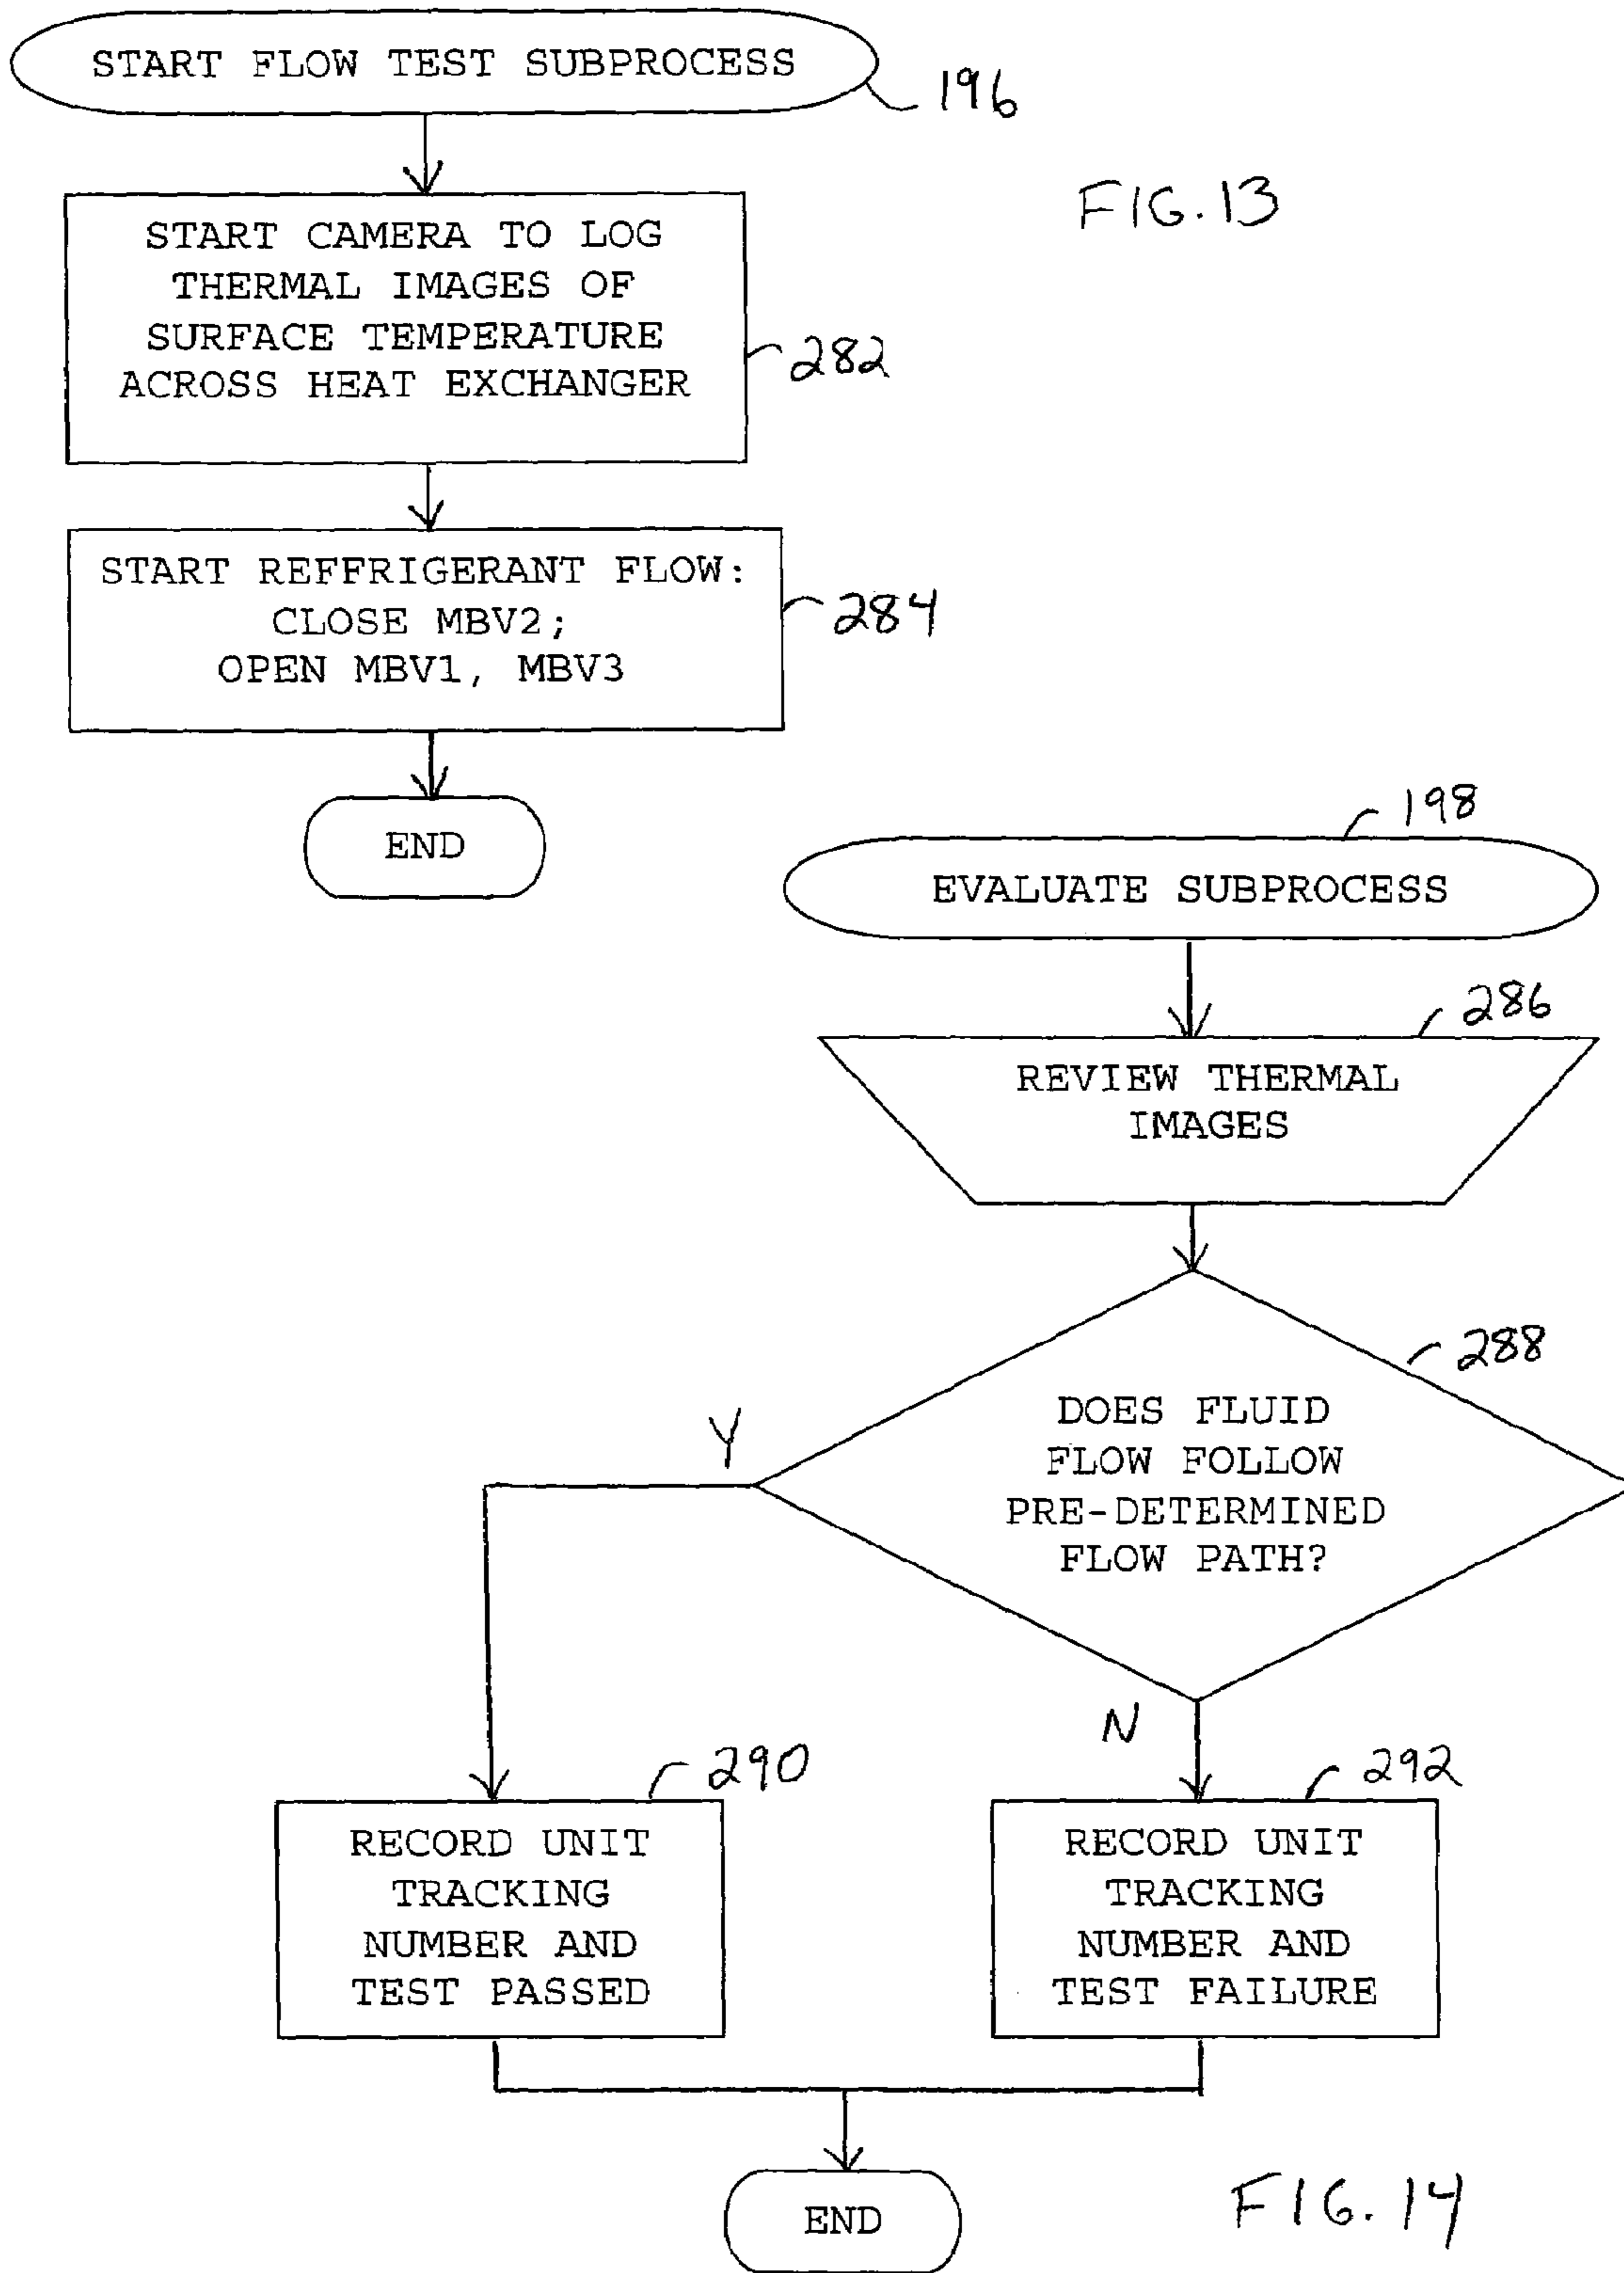 START FLOW TEST SUBPROCESS
196
FIG. 13
START CAMERA TO LOG
THERMAL IMAGES OF
SURFACE TEMPERATURE
ACROSS HEAT EXCHANGER
282
START REFFRIGERANT FLOW:
CLOSE MBV2;
OPEN MBV1, MBV3
284
END
198
EVALUATE SUBPROCESS
286
REVIEW THERMAL
IMAGES
288
DOES FLUID
FLOW FOLLOW
PRE-DETERMINED
FLOW PATH?
Y
N
290
RECORD UNIT
TRACKING
NUMBER AND
TEST PASSED
292
RECORD UNIT
TRACKING
NUMBER AND
TEST FAILURE
END
FIG. 14